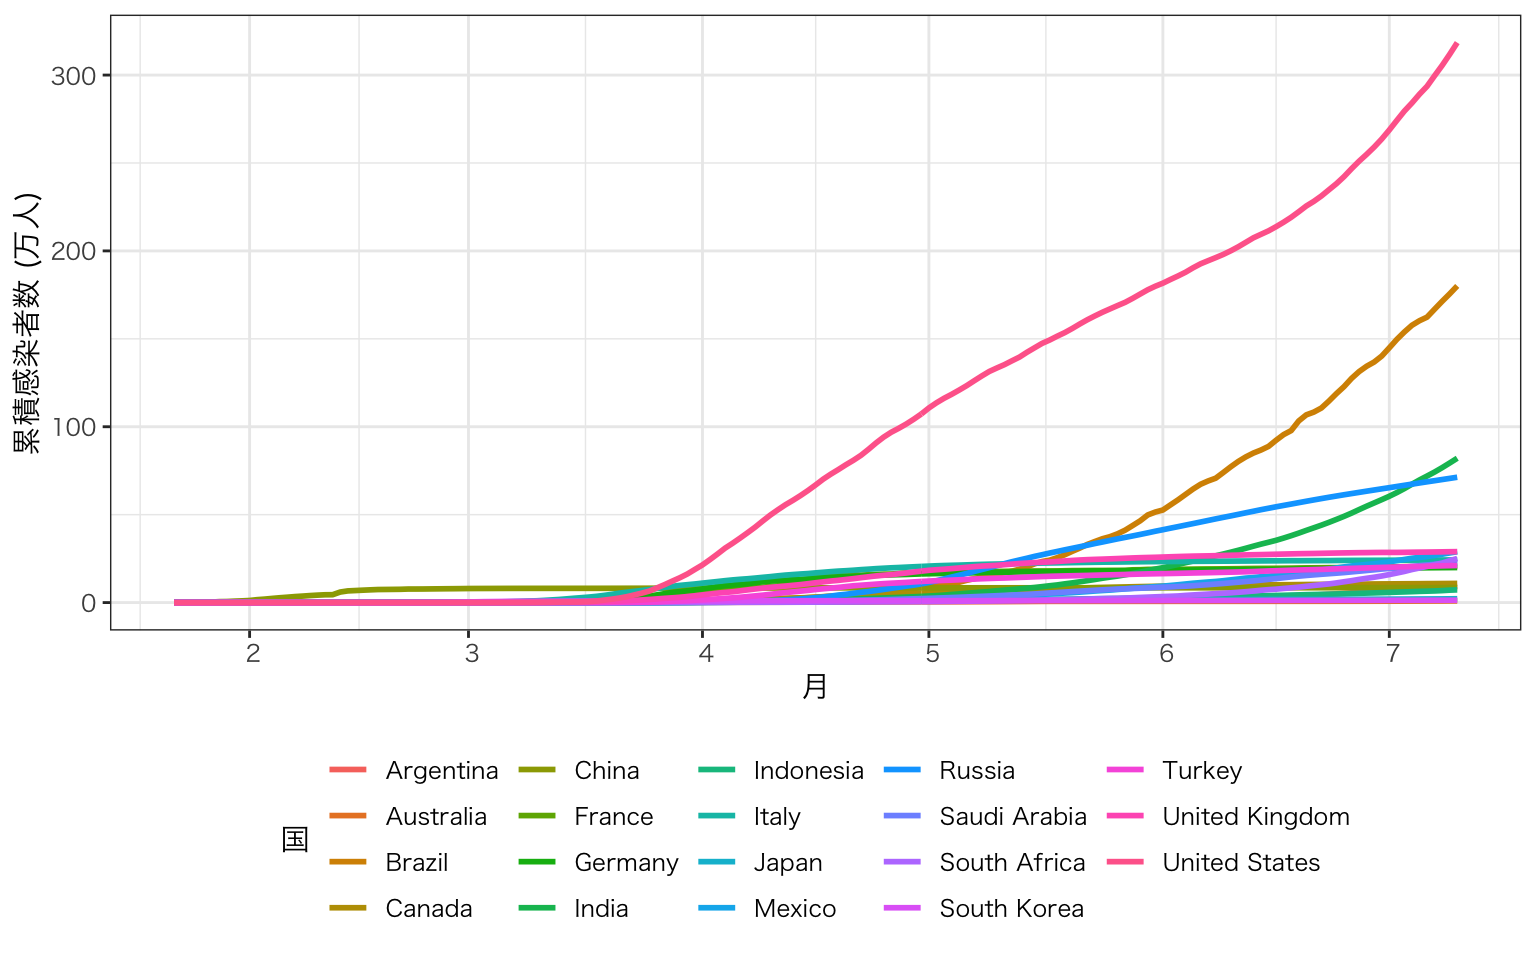 累積感染者数 (万人)
300
200
100
0
2 3 4 5 6 7
月
国
Argentina China Indonesia Russia Turkey
Australia France Italy Saudi Arabia United Kingdom
Brazil Germany Japan South Africa United States
Canada India Mexico South Korea